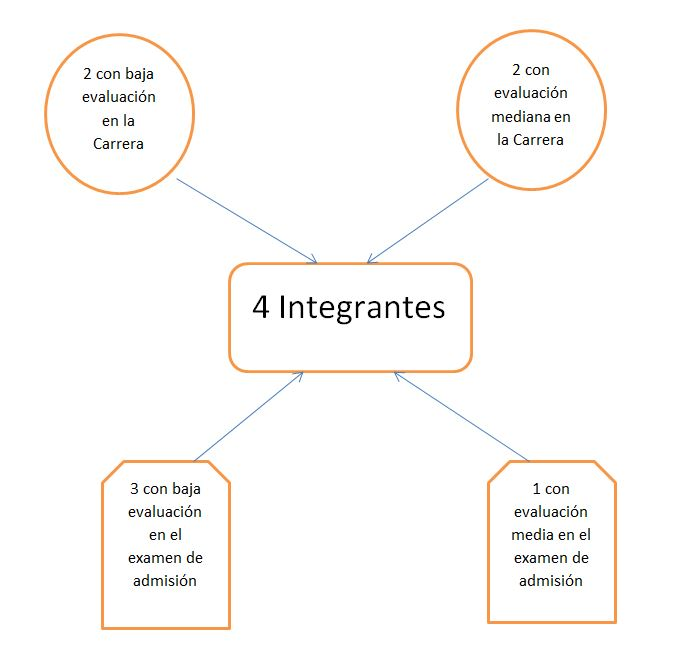 2 con baja
evaluación
en la
Carrera
2 con
evaluación
mediana en
la Carrera
4 Integrantes
3 con baja
evaluación
en el
examen de
admisión
1 con
evaluación
media en el
examen de
admisión